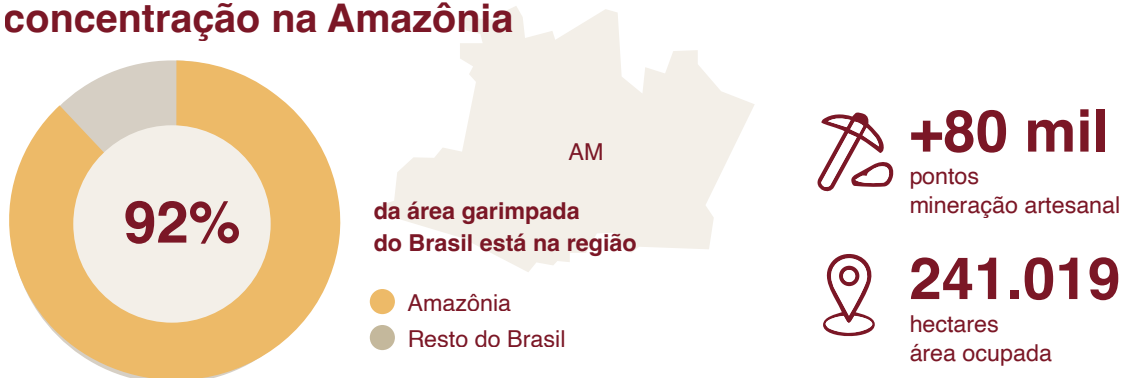 concentração na Amazônia
92%
AM
da área garimpada
do Brasil está na região
Amazônia
Resto do Brasil
+80 mil
pontos
mineração artesanal
241.019
hectares
área ocupada